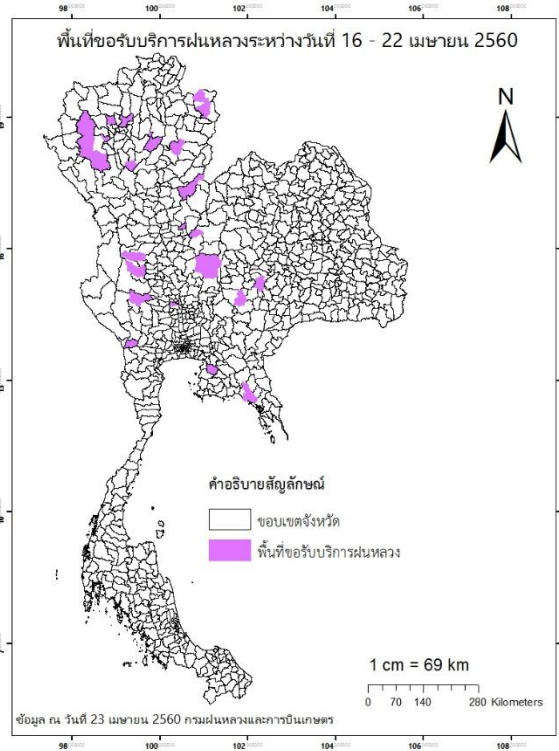 98 100 102 104 106 108
พื้นที่ขอรับบริการฝนหลวงระหว่างวันที่ 16 - 22 เมษายน 2560
N
คำอธิบายสัญลักษณ์
ขอบเขตจังหวัด
พื้นที่ขอรับบริการฝนหลวง
1 cm = 69 km
0 70 140 280 Kilometers
ข้อมูล ณ วันที่ 23 เมษายน 2560 กรมฝนหลวงและการบินเกษตร
98 100 102 104 106 108